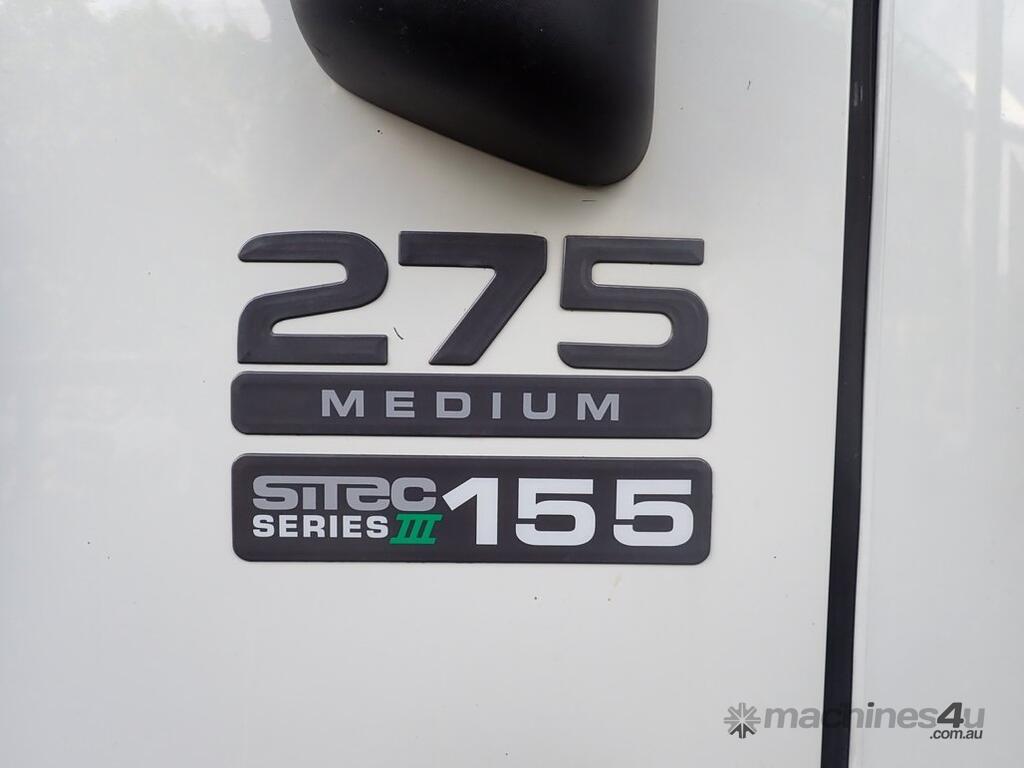 275
MEDIUM
SiTEC
SERIES III 155
machines4u
.com.au